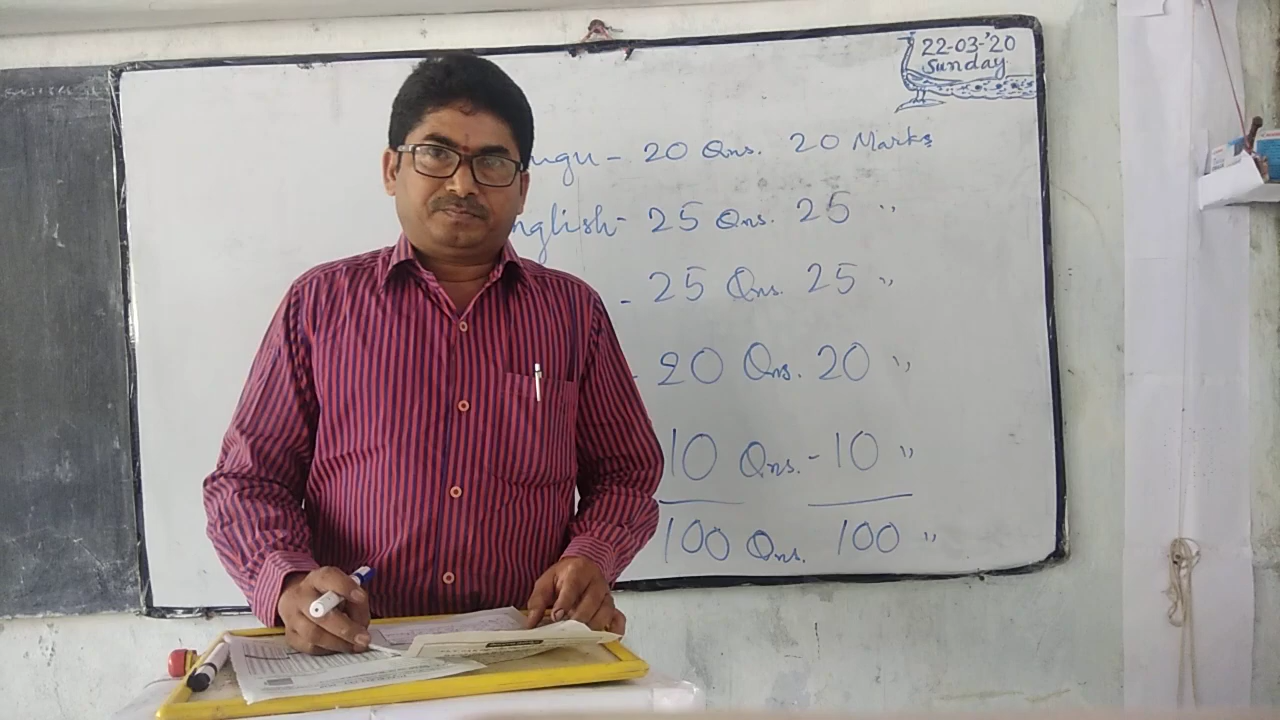 22-03-'20
Sunday
ugu - 20 Qns. 20 Marks
nglish - 25 Qns. 25 "
- 25 Qns. 25 "
- 20 Qns. 20 "
10 Qns. - 10 "
100 Qns. 100 "